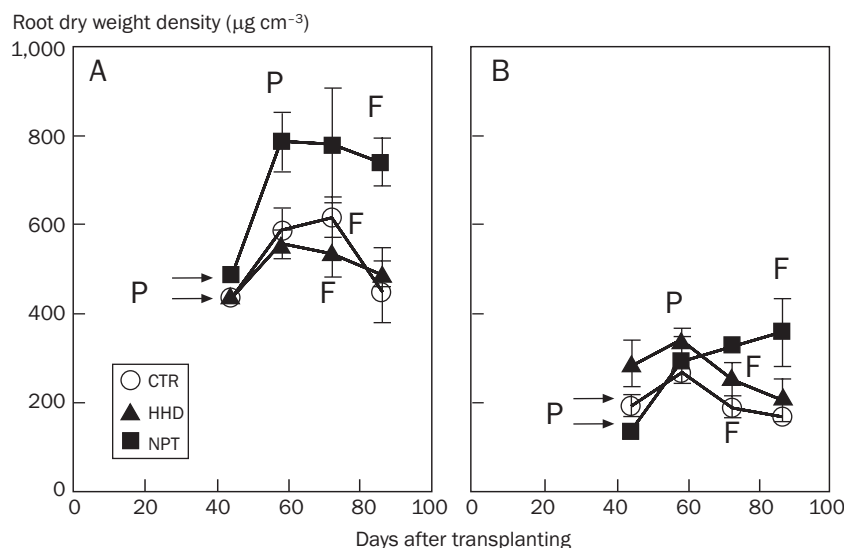 Root dry weight density (µg cm⁻³)
1,000
800
600
400
200
0
A
P
F
F
P
F
CTR
HHD
NPT
0 20 40 60 80 100
B
F
P
F
P
F
0 20 40 60 80 100
Days after transplanting